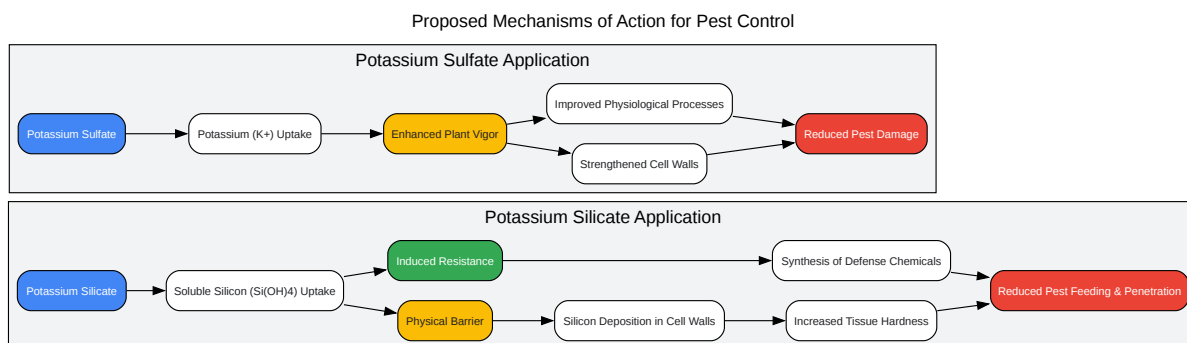 Proposed Mechanisms of Action for Pest Control
Potassium Sulfate Application
Potassium Sulfate
Potassium (K+) Uptake
Enhanced Plant Vigor
Improved Physiological Processes
Strengthened Cell Walls
Reduced Pest Damage
Potassium Silicate Application
Potassium Silicate
Soluble Silicon (Si(OH)4) Uptake
Induced Resistance
Synthesis of Defense Chemicals
Physical Barrier
Silicon Deposition in Cell Walls
Increased Tissue Hardness
Reduced Pest Feeding & Penetration